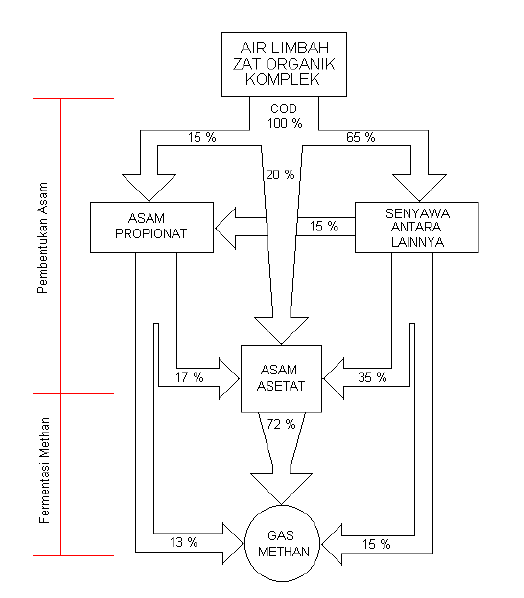 AIR LIMBAH
ZAT ORGANIK
KOMPLEK
COD
100 %
15 %
65 %
20 %
Pembentukan Asam
ASAM
PROPIONAT
15 %
SENYAWA
ANTARA
LAINNYA
17 %
ASAM
ASETAT
35 %
72 %
Fermentasi Methan
13 %
GAS
METHAN
15 %